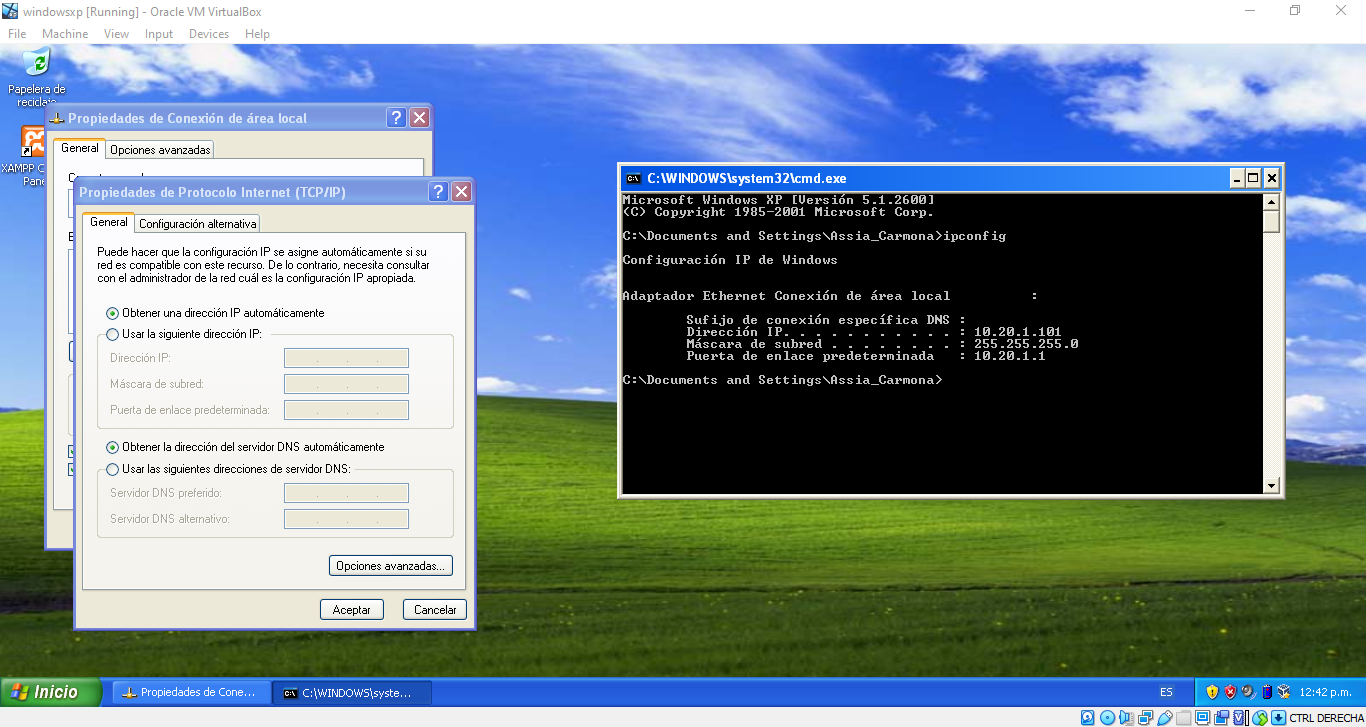 windowsxp [Running] - Oracle VM VirtualBox
File Machine View Input Devices Help
Papelera de
reciclaje
XAMPP C
Pane
Propiedades de Conexión de área local
General Opciones avanzadas
Propiedades de Protocolo Internet (TCP/IP)
General Configuración alternativa
Puede hacer que la configuración IP se asigne automáticamente si su
red es compatible con este recurso. De lo contrario, necesita consultar
con el administrador de la red cuál es la configuración IP apropiada.
Obtener una dirección IP automáticamente
Usar la siguiente dirección IP:
Dirección IP:
Máscara de subred:
Puerta de enlace predeterminada:
Obtener la dirección del servidor DNS automáticamente
Usar las siguientes direcciones de servidor DNS:
Servidor DNS preferido:
Servidor DNS alternativo:
Opciones avanzadas...
Aceptar Cancelar
C:\WINDOWS\system32\cmd.exe
Microsoft Windows XP [Versión 5.1.2600]
(C) Copyright 1985-2001 Microsoft Corp.
C:\Documents and Settings\Assia_Carmona>ipconfig
Configuración IP de Windows
Adaptador Ethernet Conexión de área local :
Sufijo de conexión específica DNS :
Dirección IP. . . . . . . . . . . : 10.20.1.101
Máscara de subred . . . . . . . . : 255.255.255.0
Puerta de enlace predeterminada : 10.20.1.1
C:\Documents and Settings\Assia_Carmona>
Inicio Propiedades de Cone... C:\WINDOWS\syste... ES 12:42 p.m.
CTRL DERECHA